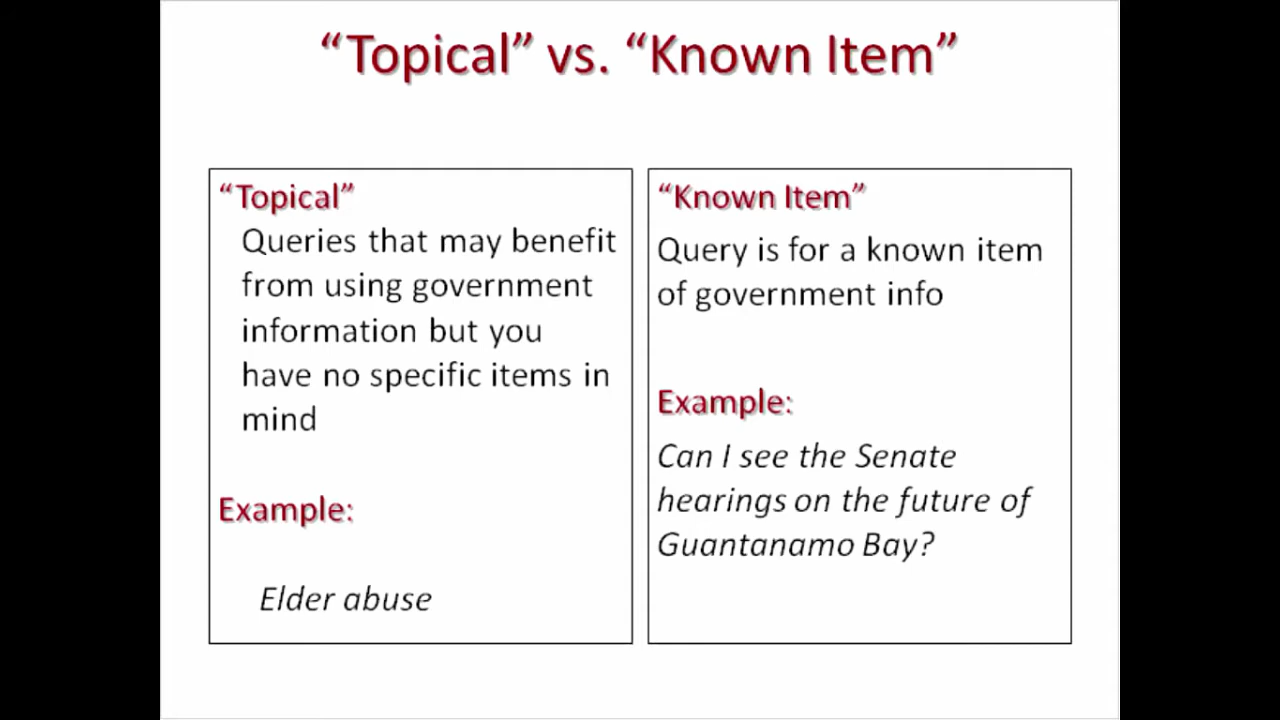 “Topical” vs. “Known Item”
“Topical”
Queries that may benefit
from using government
information but you
have no specific items in
mind
Example:
Elder abuse
“Known Item”
Query is for a known item
of government info
Example:
Can I see the Senate
hearings on the future of
Guantanamo Bay?